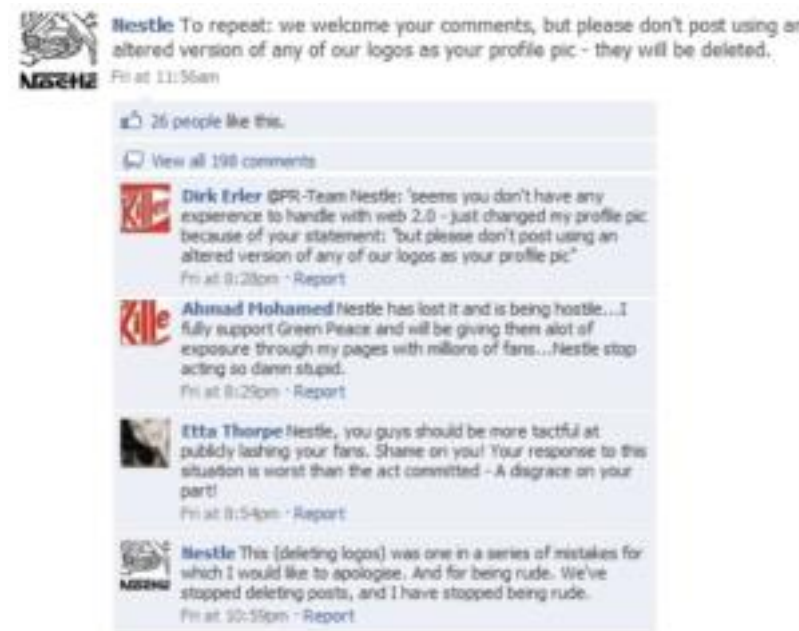 Nestle To repeat: we welcome your comments, but please don't post using an
altered version of any of our logos as your profile pic - they will be deleted.
Nestlé
Fri at 11:56am
26 people like this.
View all 198 comments
Killer
Dirk Erler @PR-Team Nestle: "seems you don't have any
expierence to handle with web 2.0 - just changed my profile pic
because of your statement: "but please don't post using an
altered version of any of our logos as your profile pic"
Fri at 8:28pm · Report
Kille
Ahmad Mohamed Nestle has lost it and is being hostile...I
fully support Green Peace and will be giving them alot of
exposure through my pages with millions of fans...Nestle stop
acting so damn stupid.
Fri at 8:29pm · Report
Etta Thorpe Nestle, you guys should be more tactful at
publicly lashing your fans. Shame on you! Your response to this
situation is worst than the act committed - A disgrace on your
part!
Fri at 8:54pm · Report
Nestle This (deleting logos) was one in a series of mistakes for
which I would like to apologise. And for being rude. We've
Nestlé
stopped deleting posts, and I have stopped being rude.
Fri at 10:59pm · Report